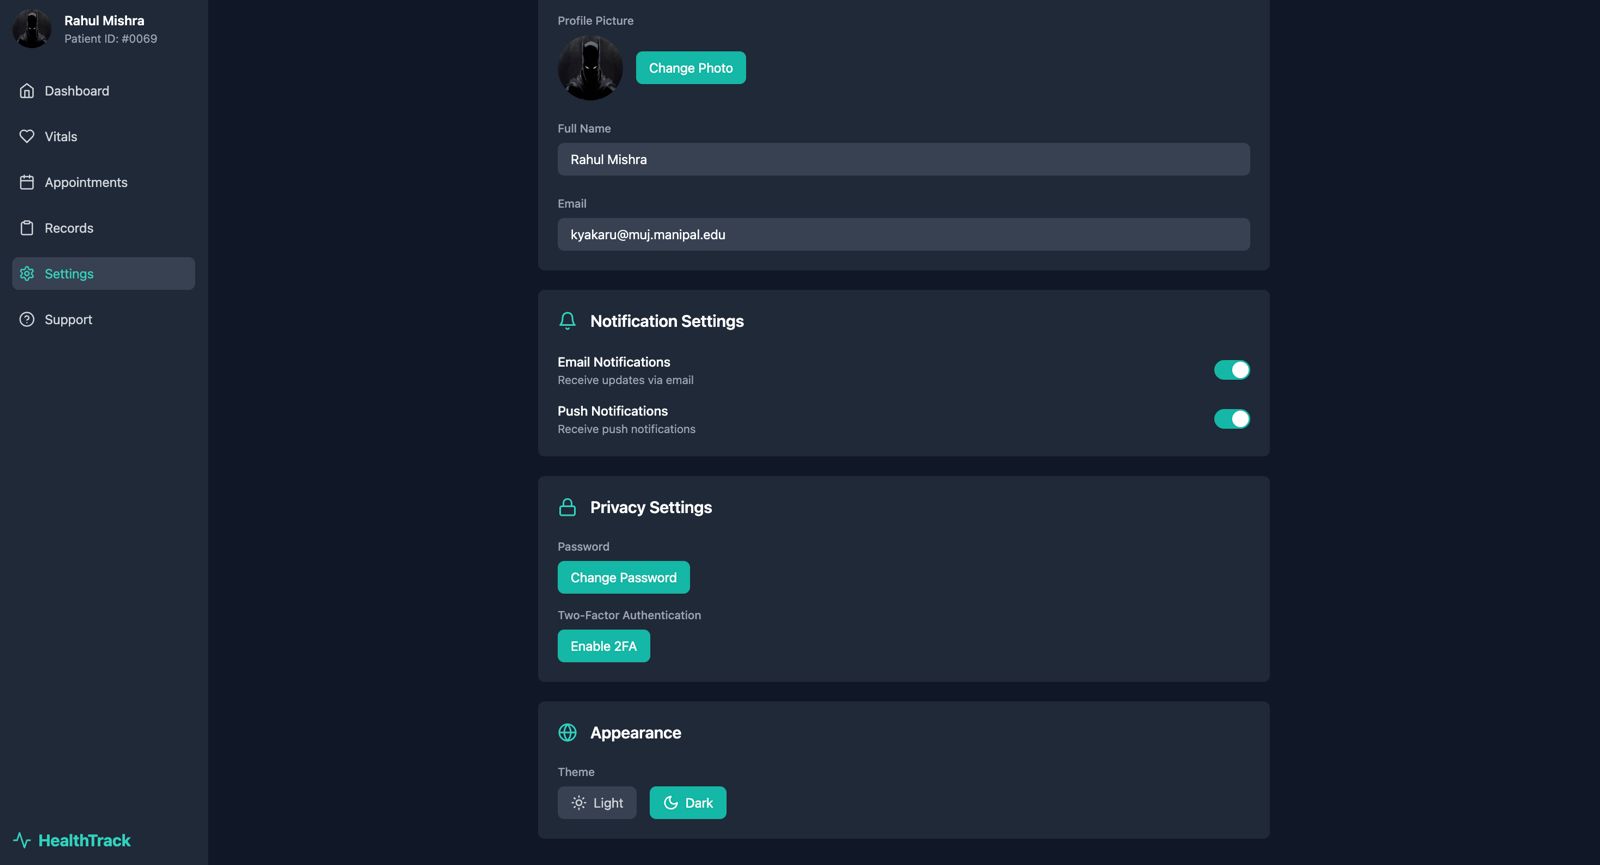 Rahul Mishra
Patient ID: #0069
Dashboard
Vitals
Appointments
Records
Settings
Support
HealthTrack
Profile Picture
Change Photo
Full Name
Rahul Mishra
Email
kyakaru@muj.manipal.edu
Notification Settings
Email Notifications
Receive updates via email
Push Notifications
Receive push notifications
Privacy Settings
Password
Change Password
Two-Factor Authentication
Enable 2FA
Appearance
Theme
Light
Dark